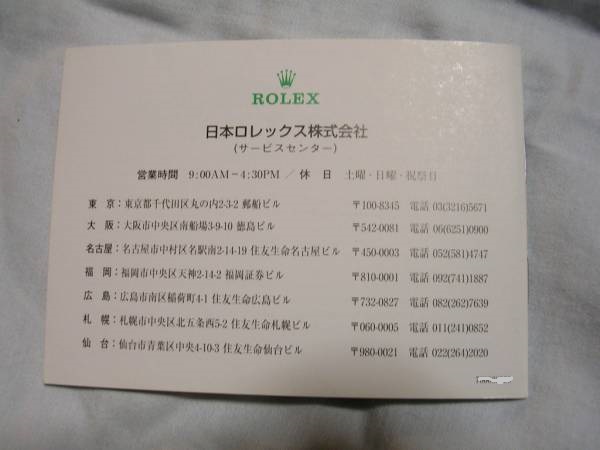 ROLEX
日本ロレックス株式会社
(サービスセンター)
営業時間 9:00AM-4:30PM / 休 日 土曜・日曜・祝祭日
東 京：東京都千代田区丸の内2-3-2 郵船ビル 〒100-8345 電話 03(3216)5671
大 阪：大阪市中央区南船場3-9-10 徳島ビル 〒542-0081 電話 06(6251)0900
名古屋：名古屋市中村区名駅南2-14-19 住友生命名古屋ビル 〒450-0003 電話 052(581)4747
福 岡：福岡市中央区天神2-14-2 福岡証券ビル 〒810-0001 電話 092(741)1887
広 島：広島市南区稲荷町4-1 住友生命広島ビル 〒732-0827 電話 082(262)7639
札 幌：札幌市中央区北五条西5-2 住友生命札幌ビル 〒060-0005 電話 011(241)0852
仙 台：仙台市青葉区中央4-10-3 住友生命仙台ビル 〒980-0021 電話 022(264)2020